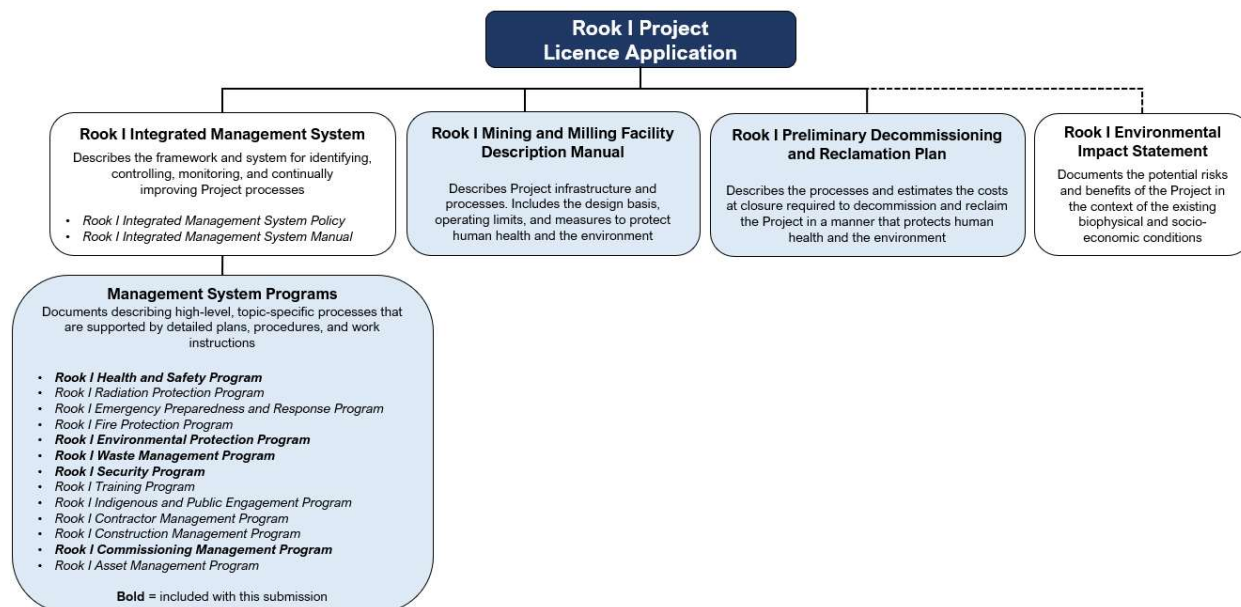 Rook I Project
Licence Application
Rook I Integrated Management System
Describes the framework and system for identifying,
controlling, monitoring, and continually
improving Project processes
• Rook I Integrated Management System Policy
• Rook I Integrated Management System Manual
Rook I Mining and Milling Facility
Description Manual
Describes Project infrastructure and
processes. Includes the design basis,
operating limits, and measures to protect
human health and the environment
Rook I Preliminary Decommissioning
and Reclamation Plan
Describes the processes and estimates the costs
at closure required to decommission and reclaim
the Project in a manner that protects human
health and the environment
Rook I Environmental
Impact Statement
Documents the potential risks
and benefits of the Project in
the context of the existing
biophysical and socio-
economic conditions
Management System Programs
Documents describing high-level, topic-specific processes that
are supported by detailed plans, procedures, and work
instructions
• Rook I Health and Safety Program
• Rook I Radiation Protection Program
• Rook I Emergency Preparedness and Response Program
• Rook I Fire Protection Program
• Rook I Environmental Protection Program
• Rook I Waste Management Program
• Rook I Security Program
• Rook I Training Program
• Rook I Indigenous and Public Engagement Program
• Rook I Contractor Management Program
• Rook I Construction Management Program
• Rook I Commissioning Management Program
• Rook I Asset Management Program
Bold = included with this submission